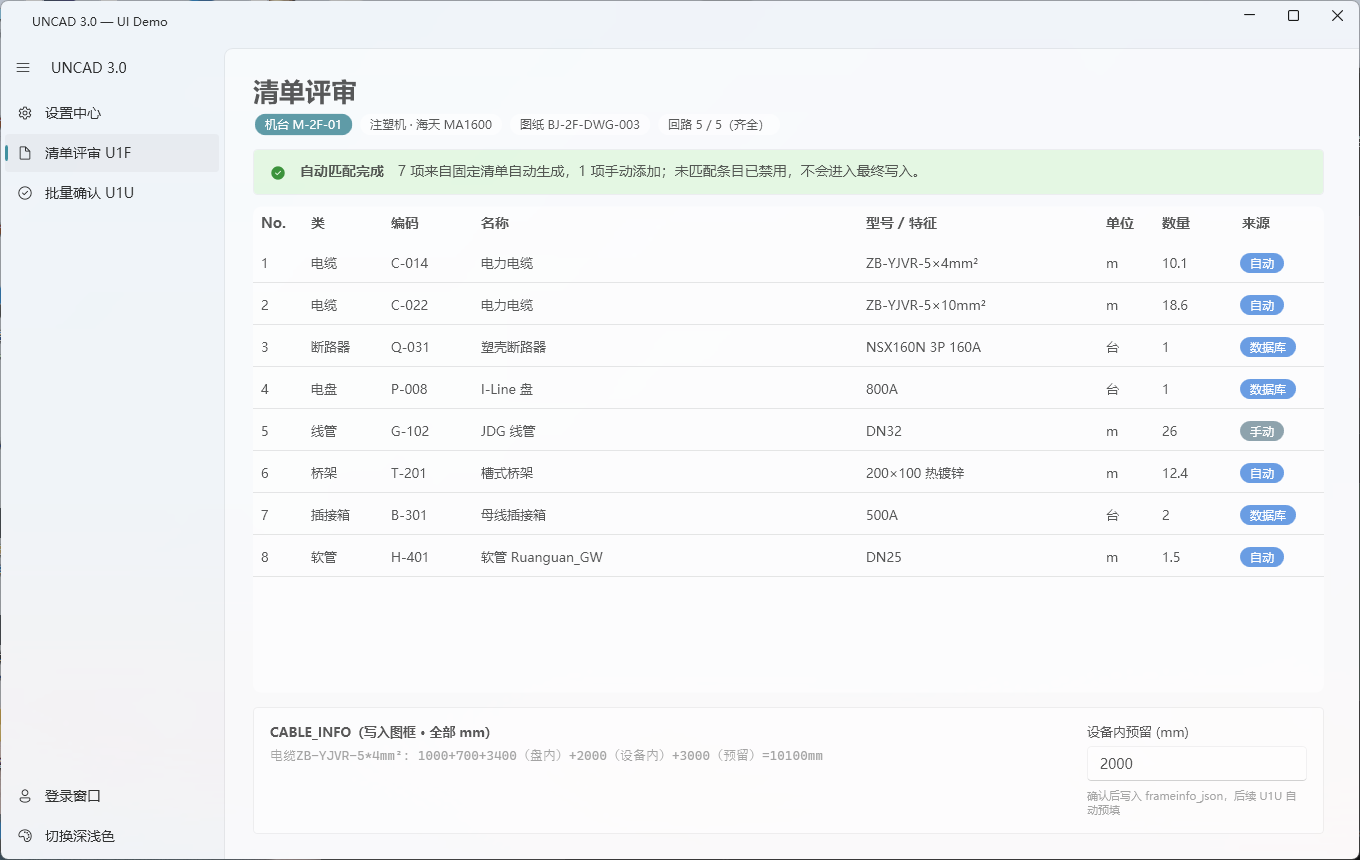 UNCAD 3.0 — UI Demo
UNCAD 3.0
设置中心
清单评审 U1F
批量确认 U1U
登录窗口
切换深浅色
清单评审
机台 M-2F-01 注塑机 · 海天 MA1600 图纸 BJ-2F-DWG-003 回路 5 / 5（齐全）
自动匹配完成 7 项来自固定清单自动生成，1 项手动添加；未匹配条目已禁用，不会进入最终写入。
No. 类 编码 名称 型号 / 特征 单位 数量 来源
1 电缆 C-014 电力电缆 ZB-YJVR-5×4mm² m 10.1 自动
2 电缆 C-022 电力电缆 ZB-YJVR-5×10mm² m 18.6 自动
3 断路器 Q-031 塑壳断路器 NSX160N 3P 160A 台 1 数据库
4 电盘 P-008 I-Line 盘 800A 台 1 数据库
5 线管 G-102 JDG 线管 DN32 m 26 手动
6 桥架 T-201 槽式桥架 200×100 热镀锌 m 12.4 自动
7 插接箱 B-301 母线插接箱 500A 台 2 数据库
8 软管 H-401 软管 Ruanguan_GW DN25 m 1.5 自动
CABLE_INFO（写入图框 • 全部 mm）
电缆ZB-YJVR-5*4mm²: 1000+700+3400（盘内）+2000（设备内）+3000（预留）=10100mm
设备内预留 (mm)
2000
确认后写入 frameinfo_json，后续 U1U 自
动预填